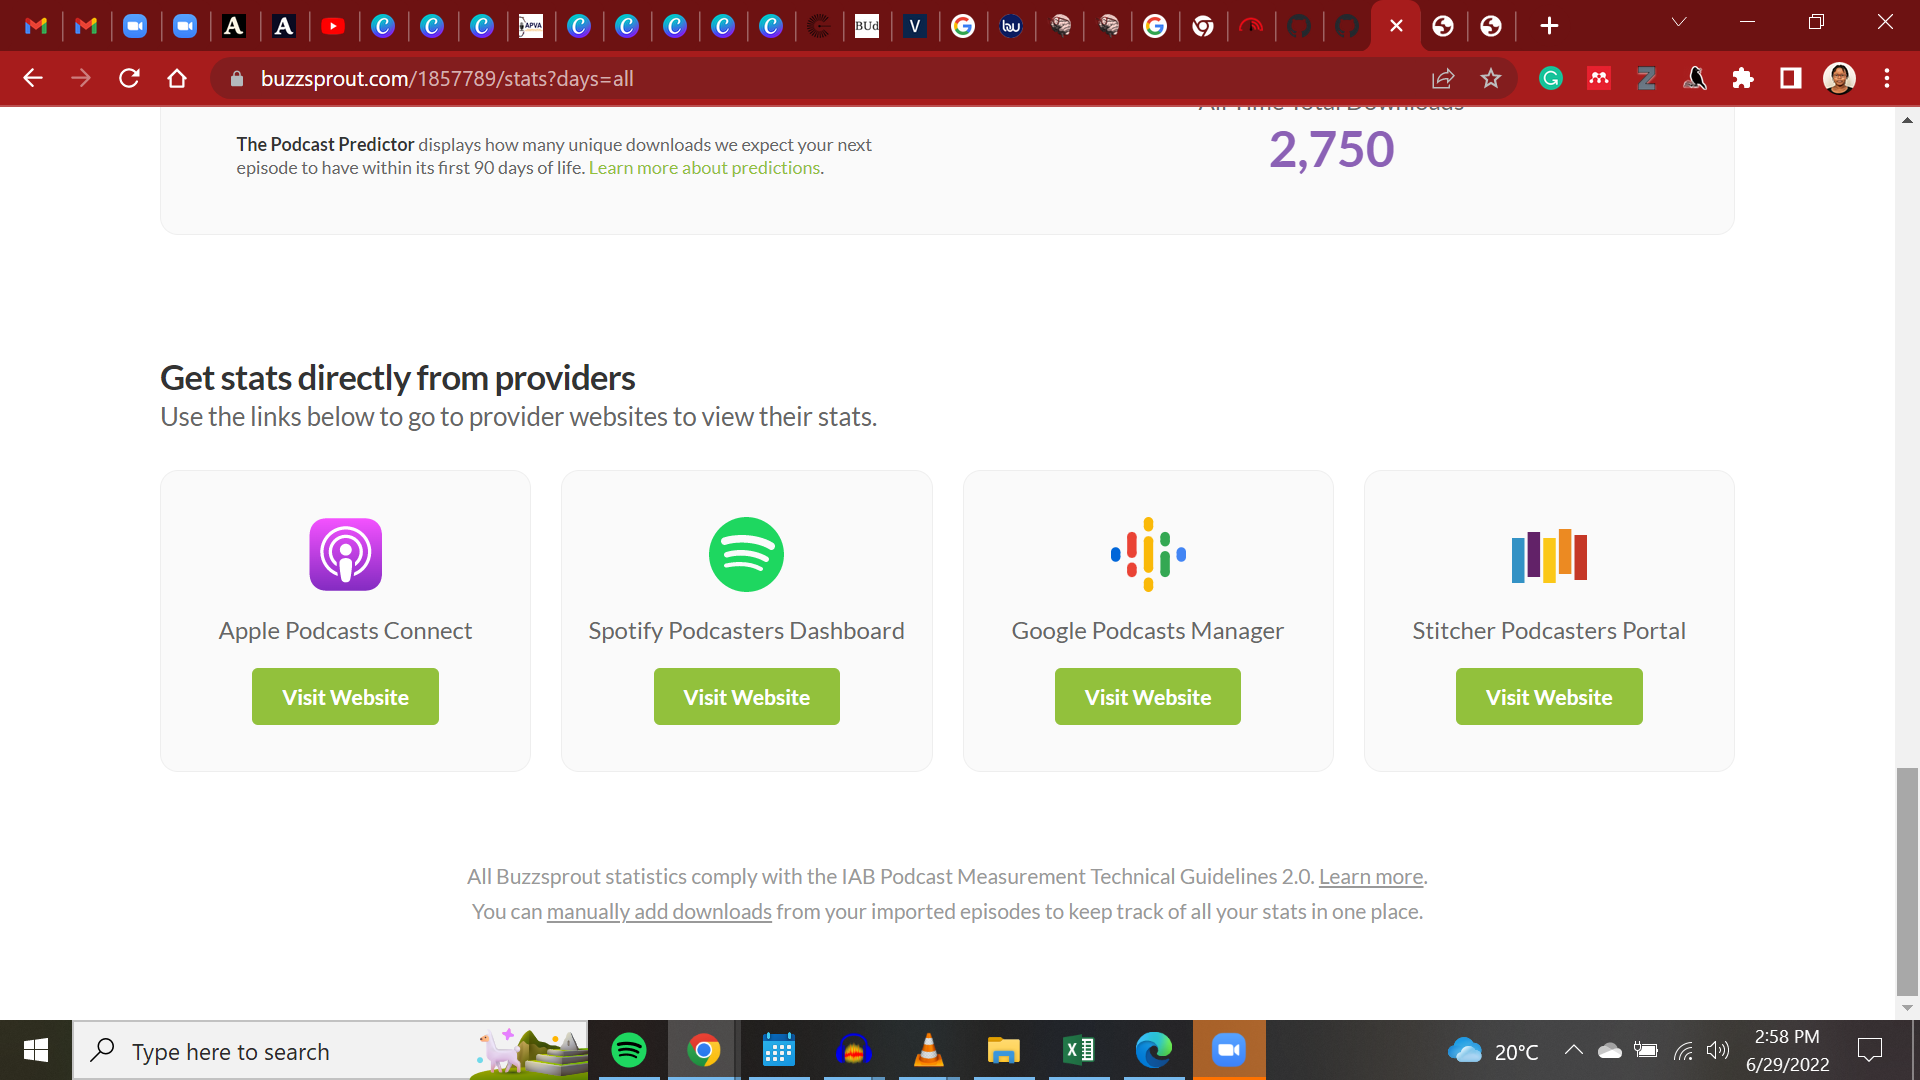 buzzsprout.com/1857789/stats?days=all
All Time Total Downloads
The Podcast Predictor displays how many unique downloads we expect your next
episode to have within its first 90 days of life. Learn more about predictions.
2,750
Get stats directly from providers
Use the links below to go to provider websites to view their stats.
Apple Podcasts Connect
Spotify Podcasters Dashboard
Google Podcasts Manager
Stitcher Podcasters Portal
Visit Website
Visit Website
Visit Website
Visit Website
All Buzzsprout statistics comply with the IAB Podcast Measurement Technical Guidelines 2.0. Learn more.
You can manually add downloads from your imported episodes to keep track of all your stats in one place.
Type here to search
20°C
2:58 PM
6/29/2022